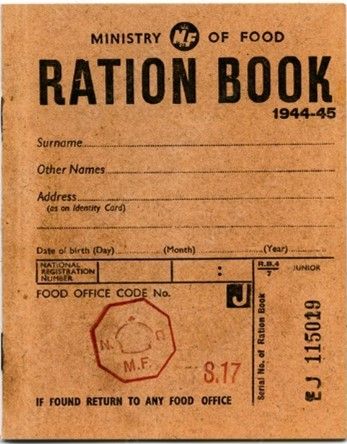 MINISTRY MF OF FOOD
RATION BOOK
1944-45
Surname
Other Names
Address
(as on Identity Card)
Date of birth (Day) (Month) (Year)
NATIONAL
REGISTRATION
NUMBER
:
R.B.4
7
JUNIOR
FOOD OFFICE CODE No.
J
N.
M.F.
8.17
Serial No. of Ration Book
EJ 115019
IF FOUND RETURN TO ANY FOOD OFFICE